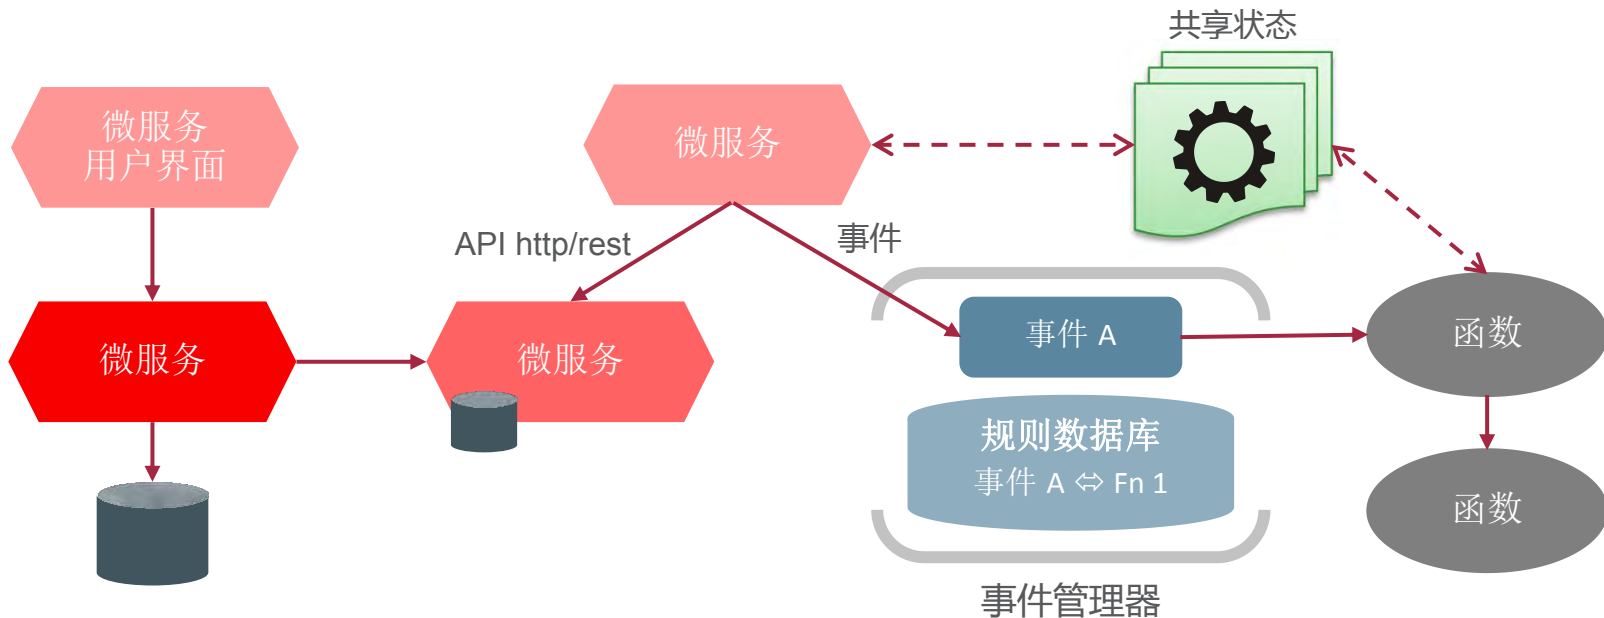 共享状态
微服务
用户界面
微服务
API http/rest
事件
微服务
微服务
事件 A
函数
规则数据库
事件 A ⇔ Fn 1
函数
事件管理器